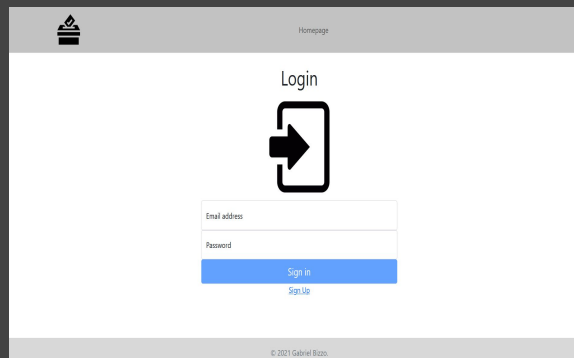 Homepage
Login
Email address
Password
Sign in
Sign Up
© 2021 Gabriel Bizzo.